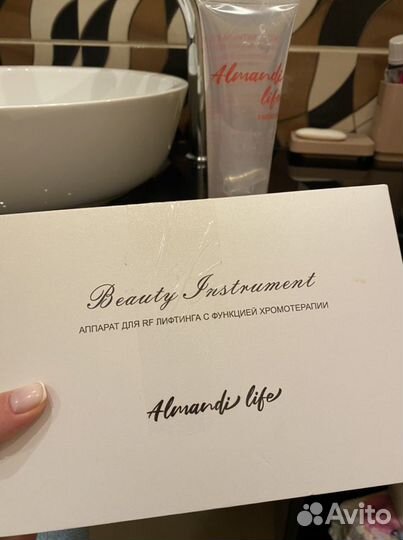 Almandi
life
Beauty Instrument
АППАРАТ ДЛЯ RF ЛИФТИНГА С ФУНКЦИЕЙ ХРОМОТЕРАПИИ
Almandi life
Avito